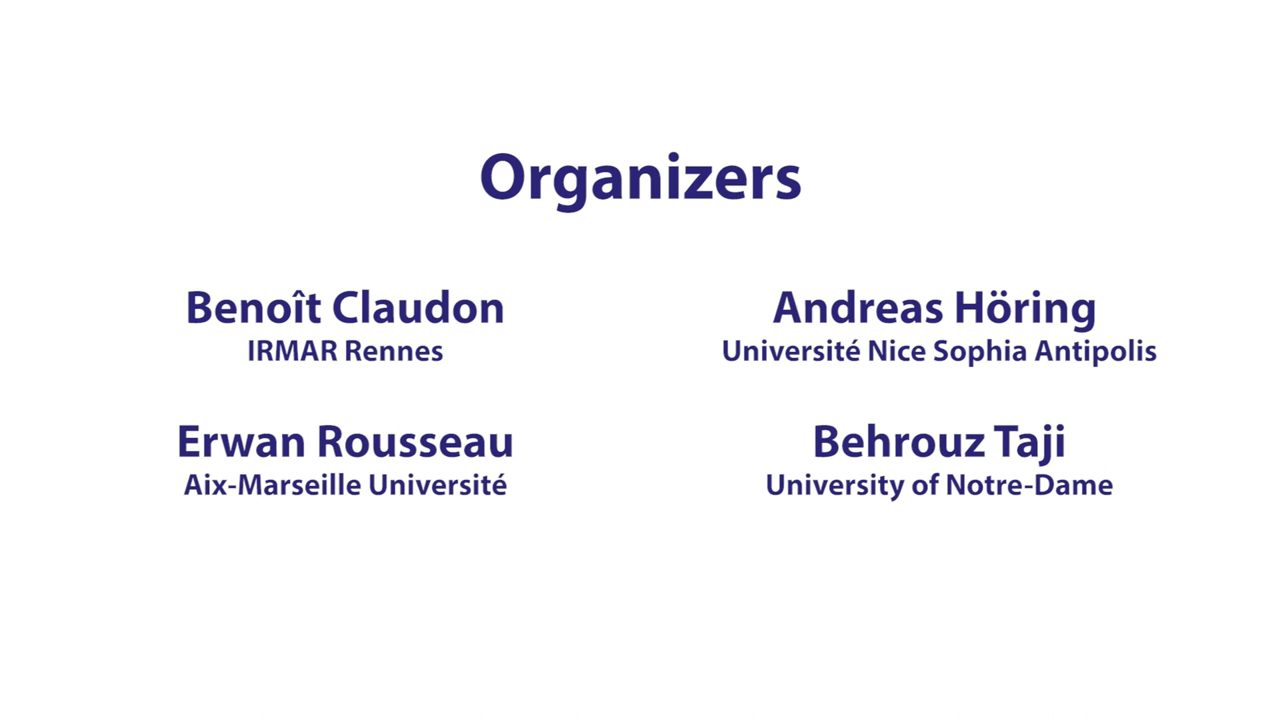 Organizers
Benoît Claudon
IRMAR Rennes
Andreas Höring
Université Nice Sophia Antipolis
Erwan Rousseau
Aix-Marseille Université
Behrouz Taji
University of Notre-Dame